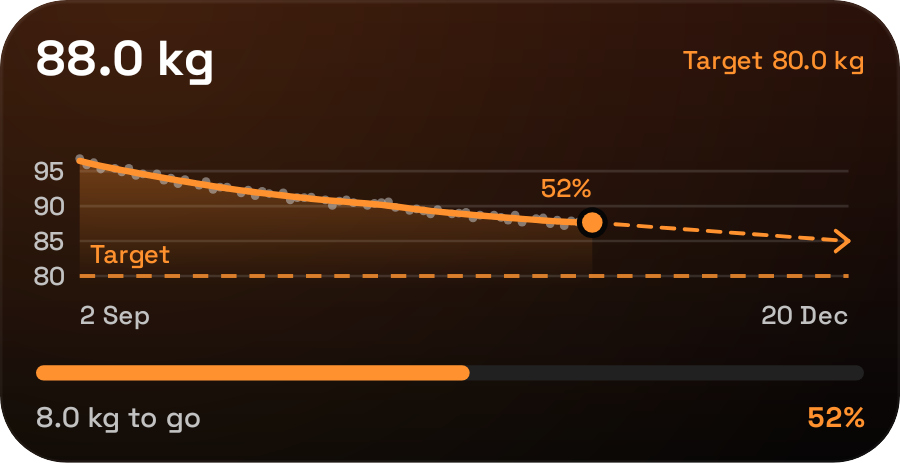 88.0 kg
Target 80.0 kg
95
90
85
80
52%
Target
2 Sep
20 Dec
8.0 kg to go
52%